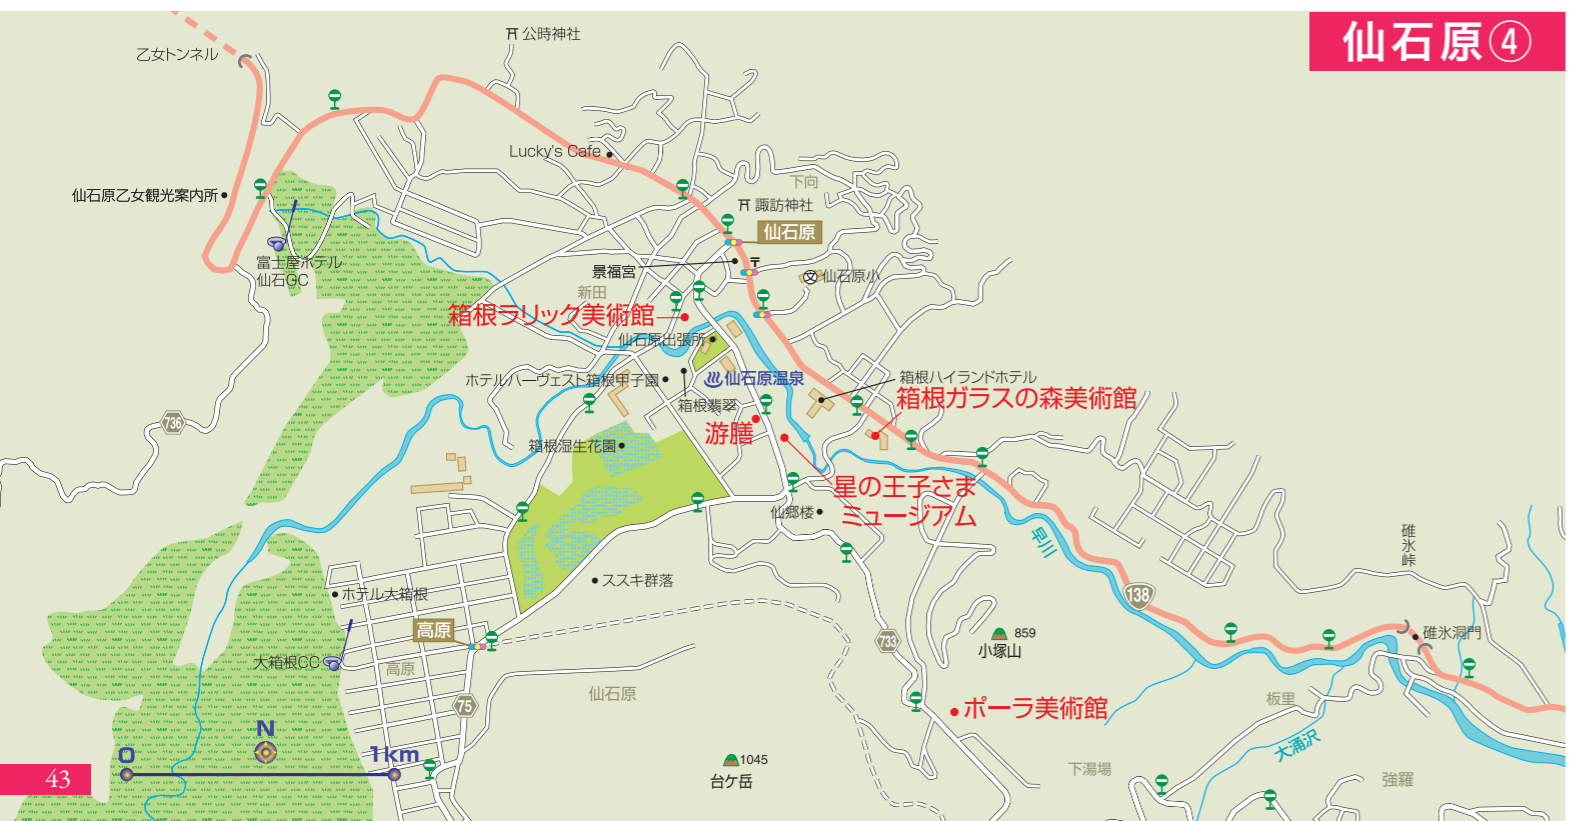 仙石原④
公時神社
乙女トンネル
Lucky's Cafe
下向
仙石原乙女観光案内所
諏訪神社
仙石原
富士屋ホテル
仙石GC
景福宮
〒
文
仙石原小
新田
箱根ラリック美術館
仙石原出張所
ホテルハーヴェスト箱根甲子園
仙石原温泉
箱根ハイランドホテル
箱根ガラスの森美術館
箱根翡翠
736
游膳
箱根湿生花園
星の王子さま
ミュージアム
仙郷楼
早川
碓氷峠
ススキ群落
ホテル大箱根
138
高原
733
859
小塚山
碓氷洞門
大箱根CC
高原
仙石原
75
ポーラ美術館
板里
大涌沢
N
0
1km
1045
台ケ岳
下湯場
強羅
43